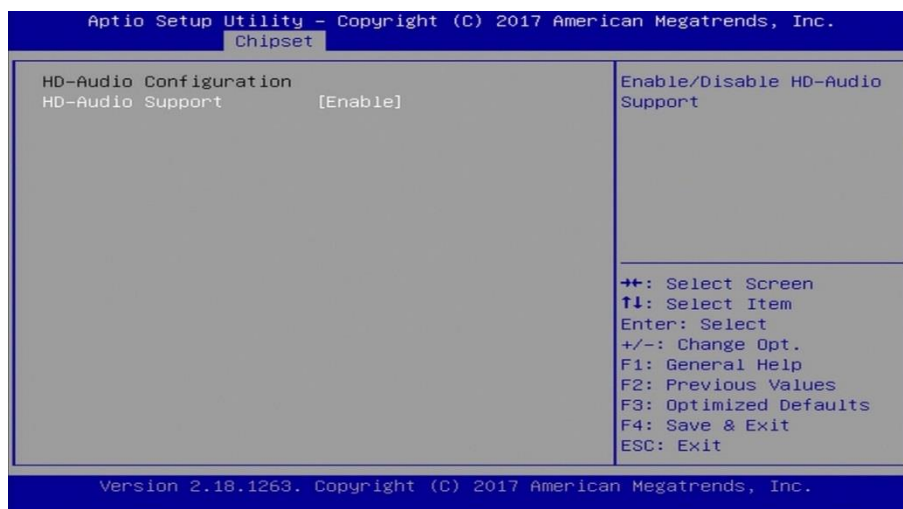 Aptio Setup Utility – Copyright (C) 2017 American Megatrends, Inc.
Chipset
HD-Audio Configuration
HD-Audio Support [Enable]
Enable/Disable HD-Audio
Support
→←: Select Screen
↑↓: Select Item
Enter: Select
+/-: Change Opt.
F1: General Help
F2: Previous Values
F3: Optimized Defaults
F4: Save & Exit
ESC: Exit
Version 2.18.1263. Copyright (C) 2017 American Megatrends, Inc.